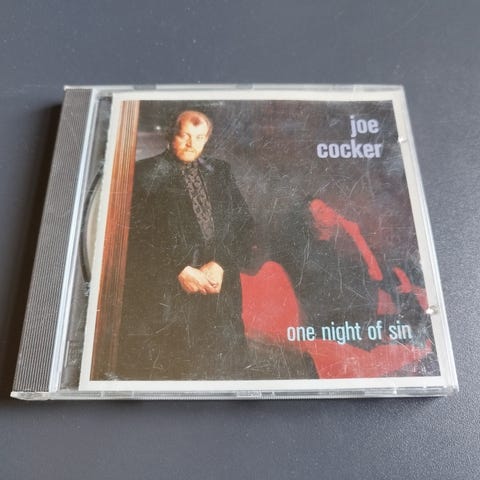 joe
cocker
one night of sin